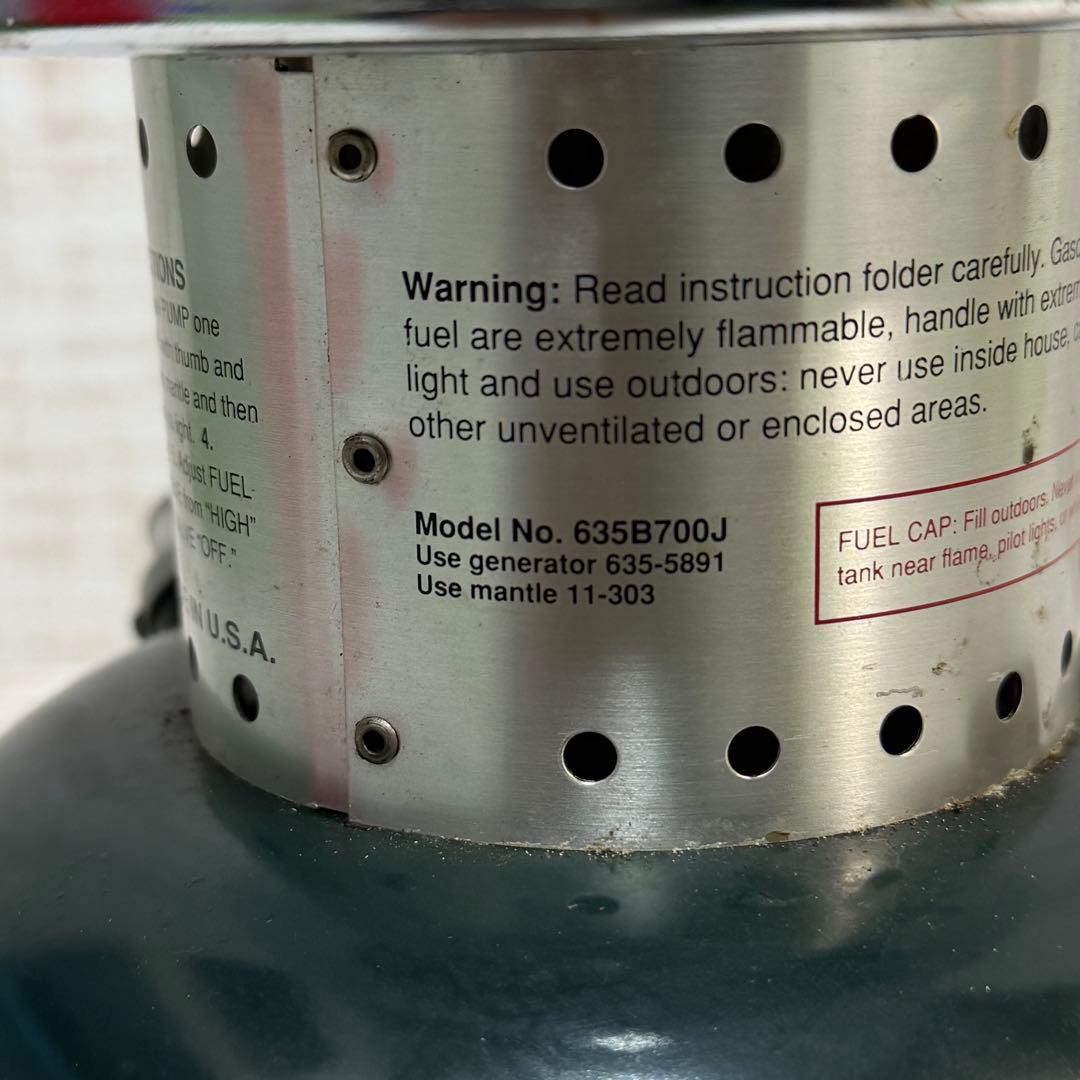 PUMP one
thumb and
and then
4.
FUEL
from "HIGH"
"OFF."
IN U.S.A.
Warning: Read instruction folder carefully.
fuel are extremely flammable, handle with
light and use outdoors: never use inside house,
other unventilated or enclosed areas.
Model No. 635B700J
Use generator 635-5891
Use mantle 11-303
FUEL CAP: Fill outdoors. Never
tank near flame, pilot lights,